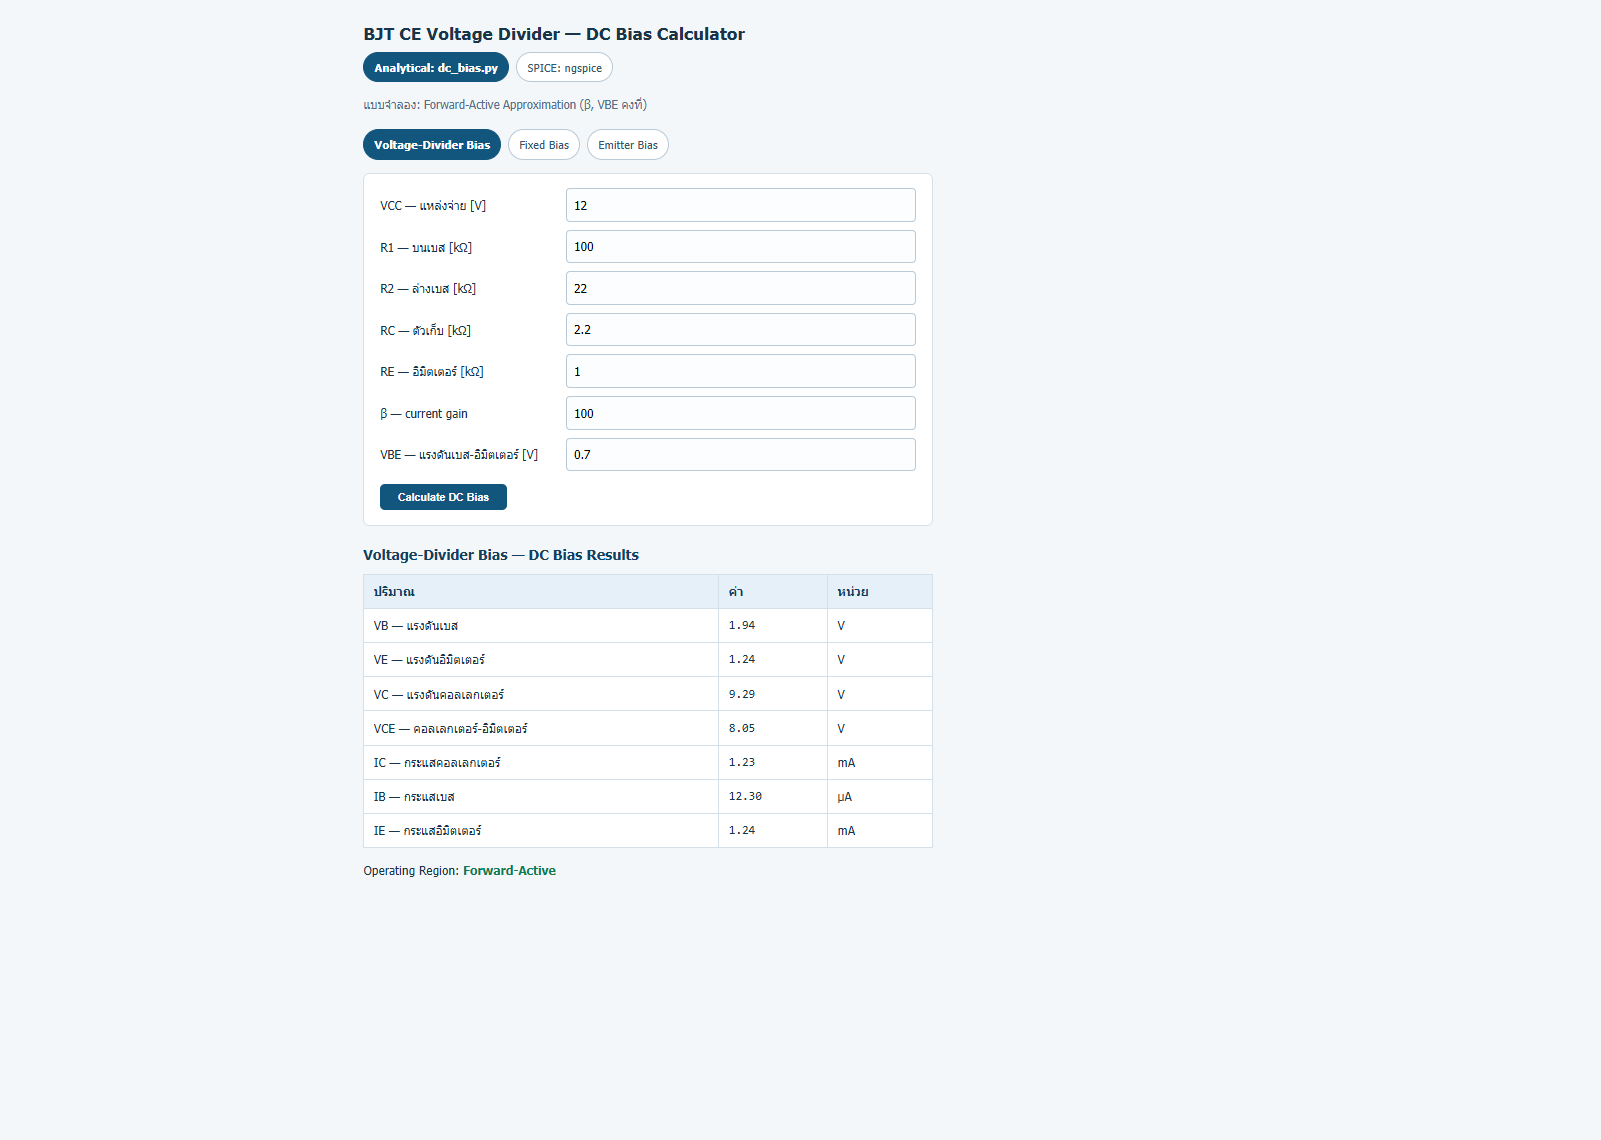 BJT CE Voltage Divider — DC Bias Calculator
Analytical: dc_bias.py SPICE: ngspice
แบบจำลอง: Forward-Active Approximation (β, VBE คงที่)
Voltage-Divider Bias Fixed Bias Emitter Bias
VCC — แหล่งจ่าย [V] 12
R1 — บนเบส [kΩ] 100
R2 — ล่างเบส [kΩ] 22
RC — ตัวเก็บ [kΩ] 2.2
RE — อิมิตเตอร์ [kΩ] 1
β — current gain 100
VBE — แรงดันเบส-อิมิตเตอร์ [V] 0.7
Calculate DC Bias
Voltage-Divider Bias — DC Bias Results
ปริมาณ ค่า หน่วย
VB — แรงดันเบส 1.94 V
VE — แรงดันอิมิตเตอร์ 1.24 V
VC — แรงดันคอลเลกเตอร์ 9.29 V
VCE — คอลเลกเตอร์-อิมิตเตอร์ 8.05 V
IC — กระแสคอลเลกเตอร์ 1.23 mA
IB — กระแสเบส 12.30 μA
IE — กระแสอิมิตเตอร์ 1.24 mA
Operating Region: Forward-Active